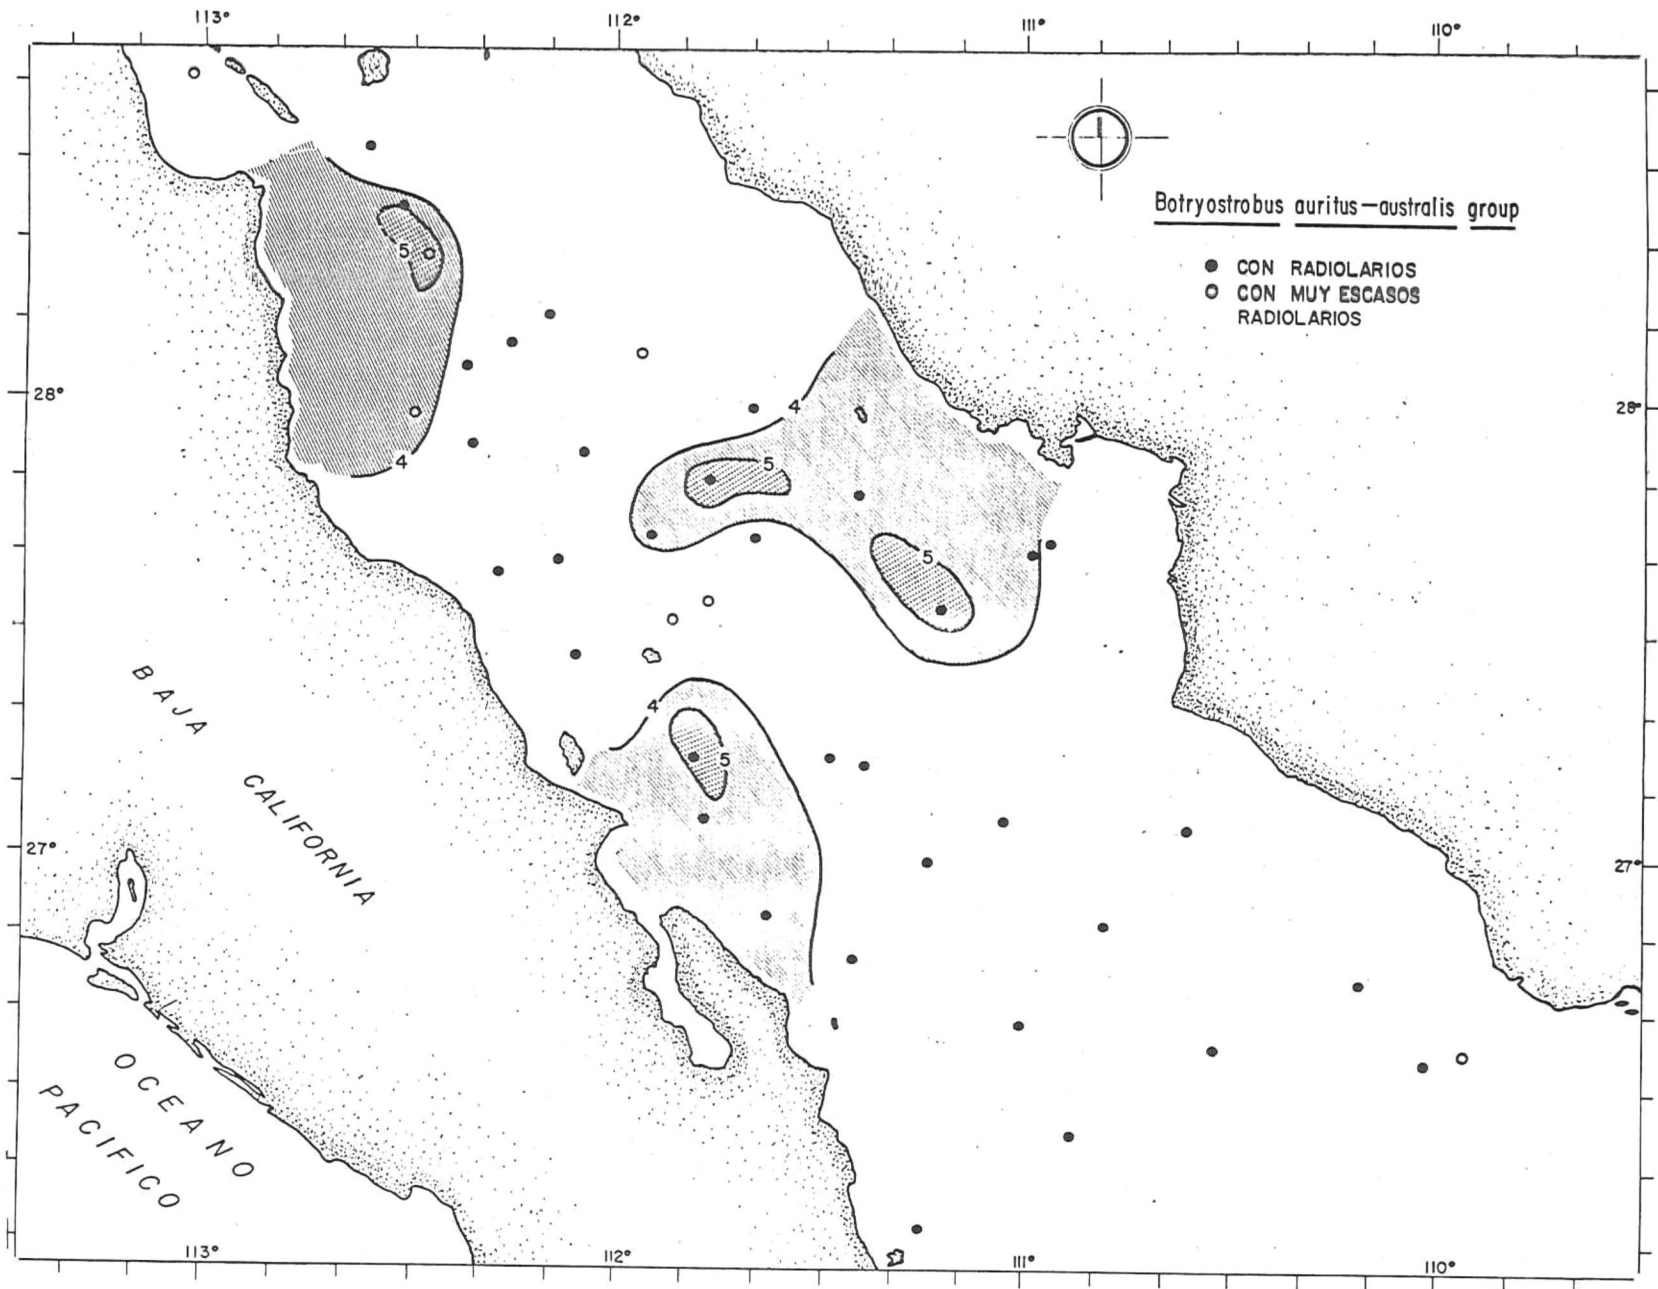 113° 112° 111° 110°
Botryostrobus auritus—australis group
CON RADIOLARIOS
CON MUY ESCASOS
RADIOLARIOS
5
28° 28°
4
4
5
5
BAJA
4
5
CALIFORNIA
27° 27°
OCEANO
PACIFICO
113° 112° 111° 110°